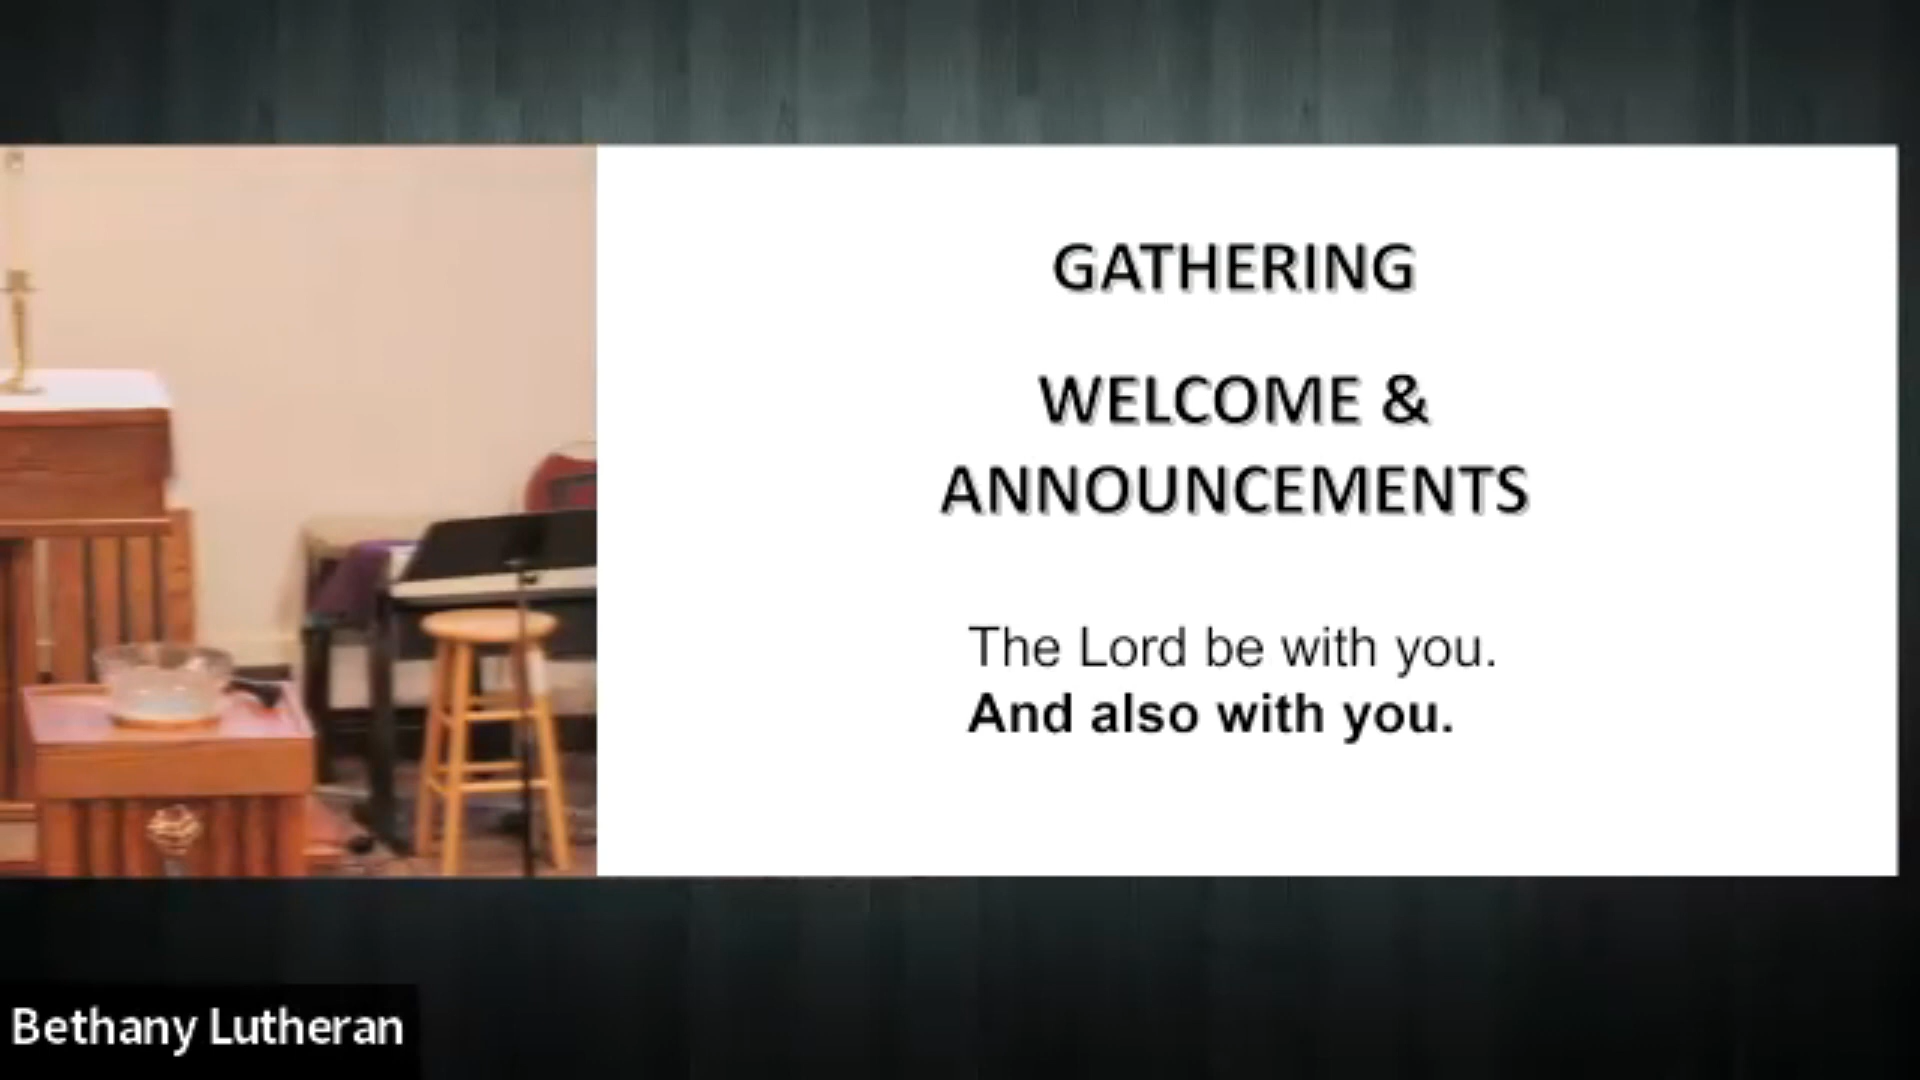 GATHERING
WELCOME &
ANNOUNCEMENTS
The Lord be with you.
And also with you.
Bethany Lutheran